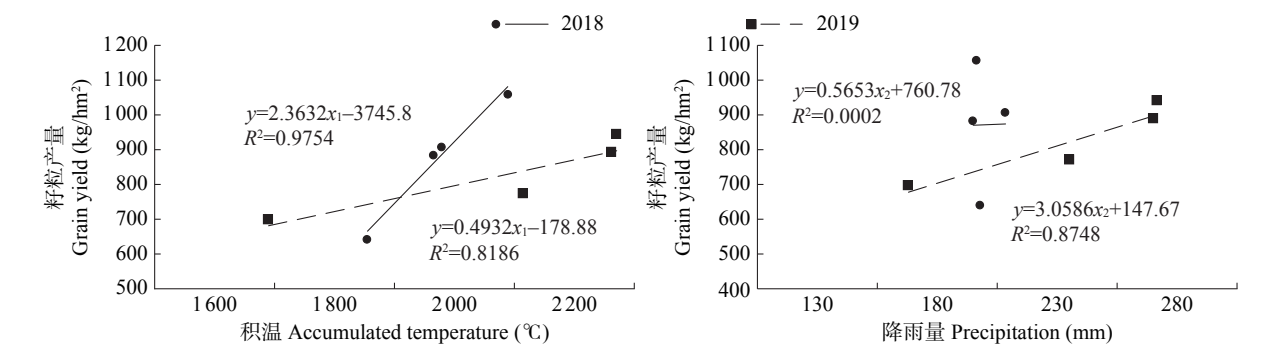 2018
2019
1 200
1 100
1 000
900
800
700
600
500
籽粒产量
Grain yield (kg/hm²)
y=2.3632x₁–3745.8
R²=0.9754
y=0.4932x₁–178.88
R²=0.8186
1 600
1 800
2 000
2 200
积温 Accumulated temperature (℃)
1 100
1 000
900
800
700
600
500
400
籽粒产量
Grain yield (kg/hm²)
y=0.5653x₂+760.78
R²=0.0002
y=3.0586x₂+147.67
R²=0.8748
130
180
230
280
降雨量 Precipitation (mm)